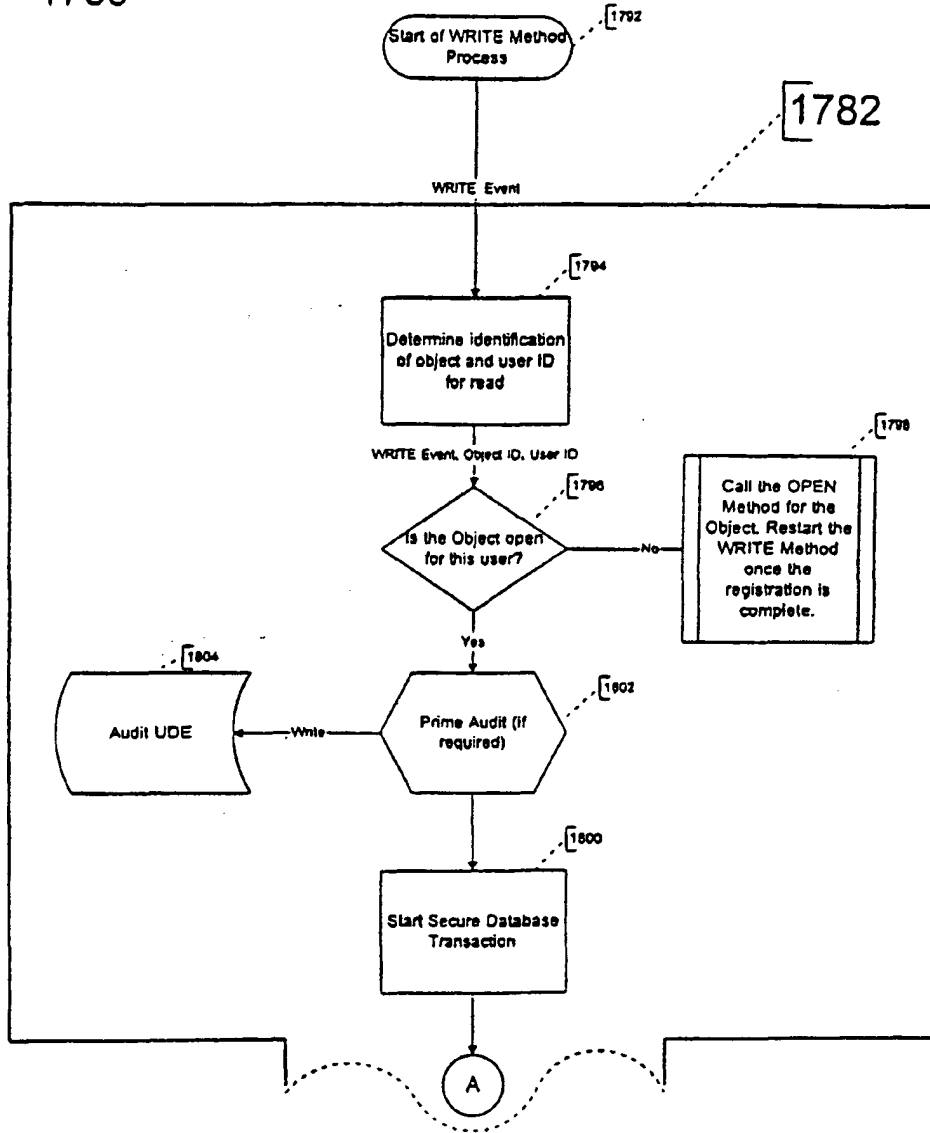 Start of WRITE Method
Process
1792
1782
WRITE Event
1794
Determine identification
of object and user ID
for read
WRITE Event, Object ID, User ID
1796
Is the Object open
for this user?
No
1798
Call the OPEN
Method for the
Object. Restart the
WRITE Method
once the
registration is
complete.
Yes
1804
Audit UDE
Write
1802
Prime Audit (if
required)
1800
Start Secure Database
Transaction
A